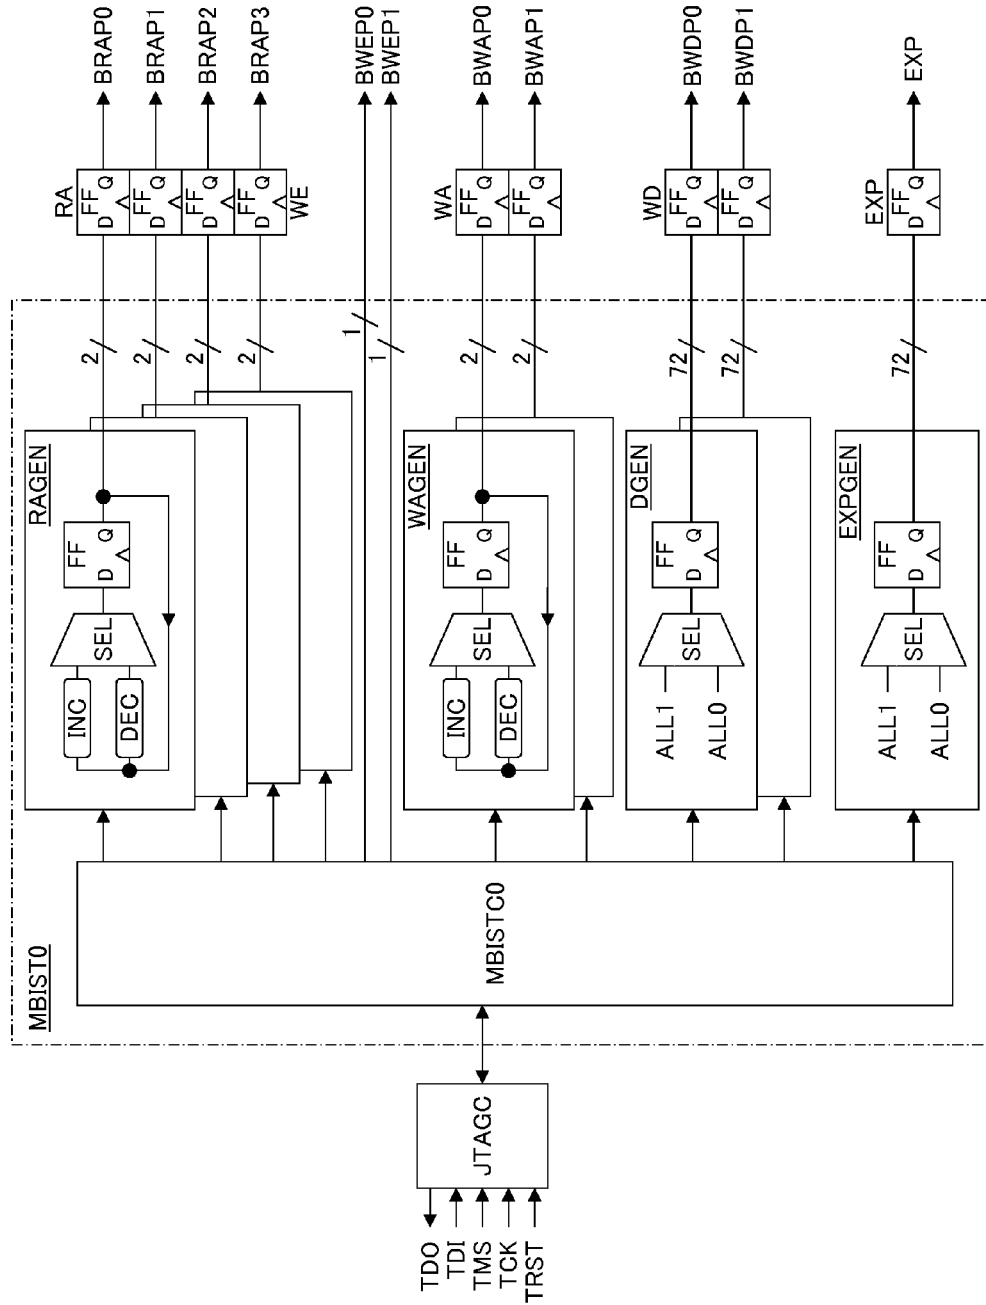 MBIST0
JTAGC
TDO
TDI
TMS
TCK
TRST
MBISTC0
RAGEN
INC
DEC
SEL
FF
D Q
2
2
2
2
RA
FF
D Q
FF
D Q
FF
D Q
FF
D Q
WE
BRAP0
BRAP1
BRAP2
BRAP3
1
1
BWEP0
BWEP1
WAGEN
INC
DEC
SEL
FF
D Q
2
2
WA
FF
D Q
FF
D Q
BWAP0
BWAP1
DGEN
ALL1
ALL0
SEL
FF
D Q
72
72
WD
FF
D Q
FF
D Q
BWDP0
BWDP1
EXPGEN
ALL1
ALL0
SEL
FF
D Q
72
EXP
FF
D Q
EXP